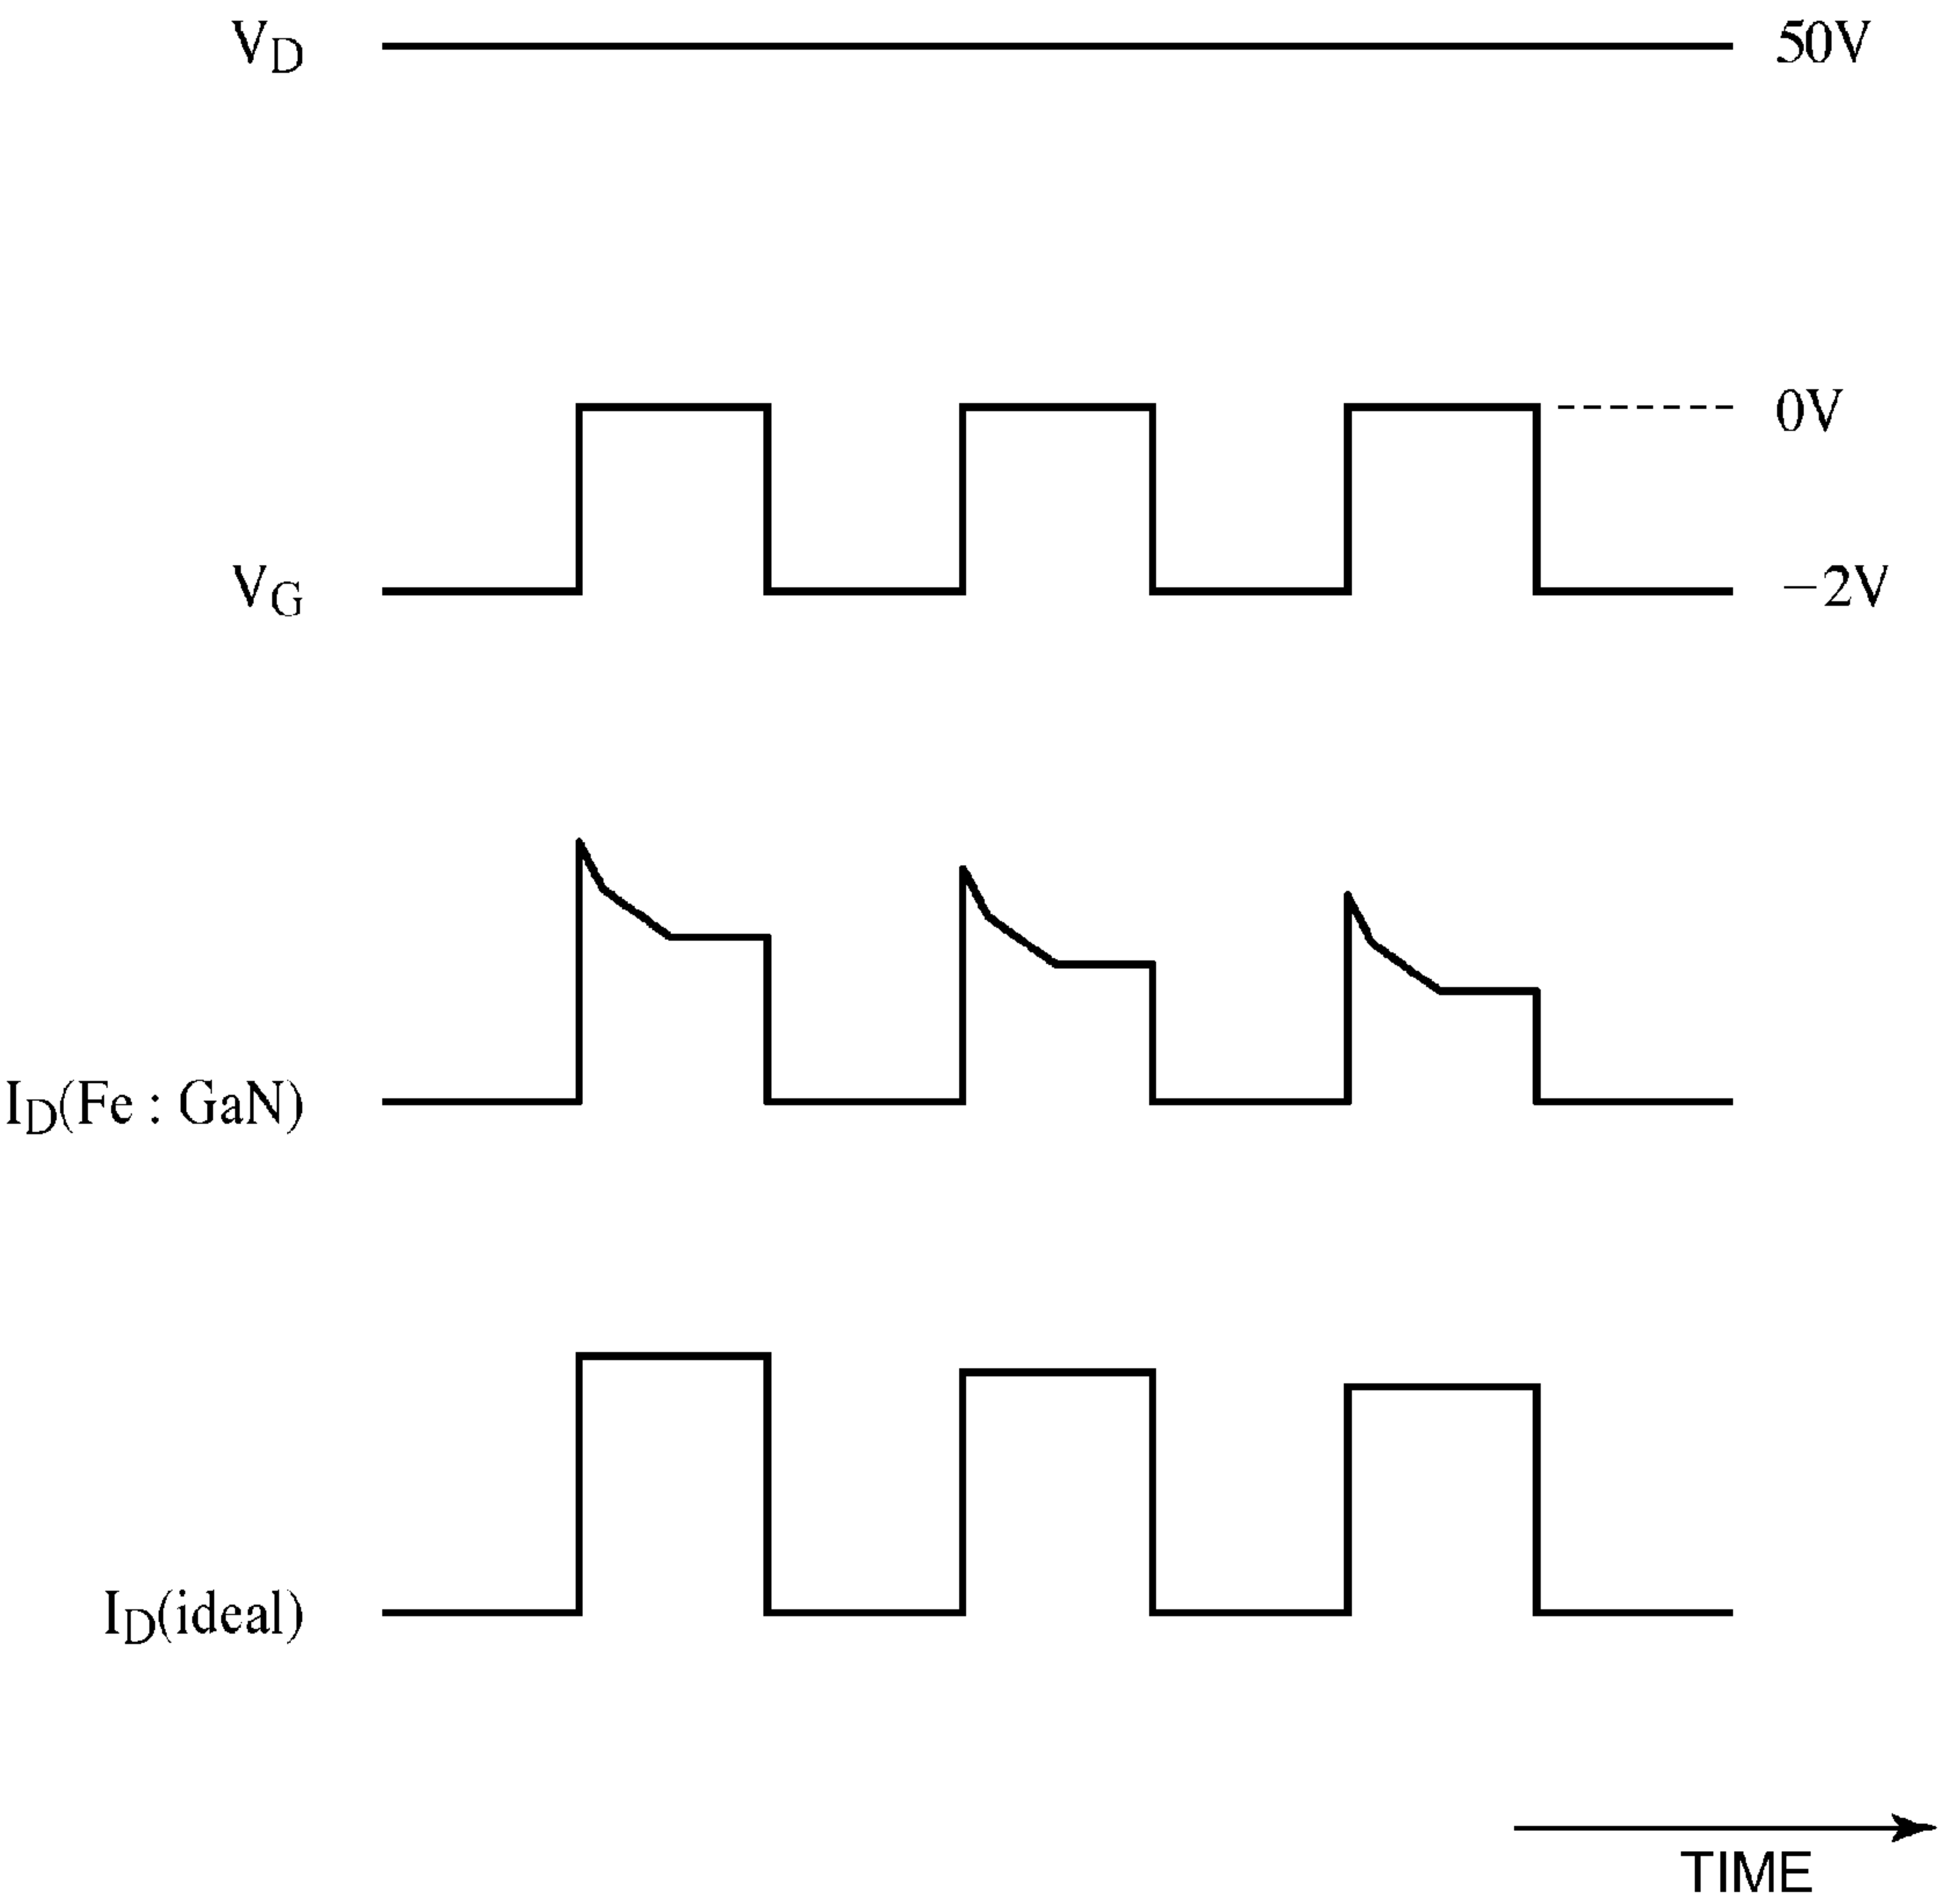 VD 50V
0V
VG −2V
ID(Fe : GaN)
ID(ideal)
TIME